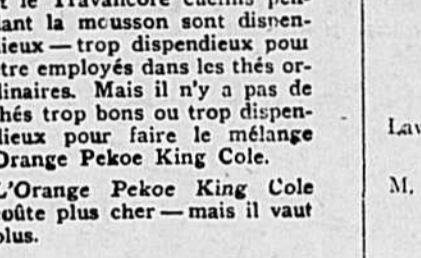 et le Travancore cueillis pen-
dant la mousson sont dispen-
dieux — trop dispendieux pour
être employés dans les thés or-
dinaires. Mais il n'y a pas de
thés trop bons ou trop dispen-
dieux pour faire le mélange
Orange Pekoe King Cole.
L'Orange Pekoe King Cole
coûte plus cher — mais il vaut
plus.
Lav
M.